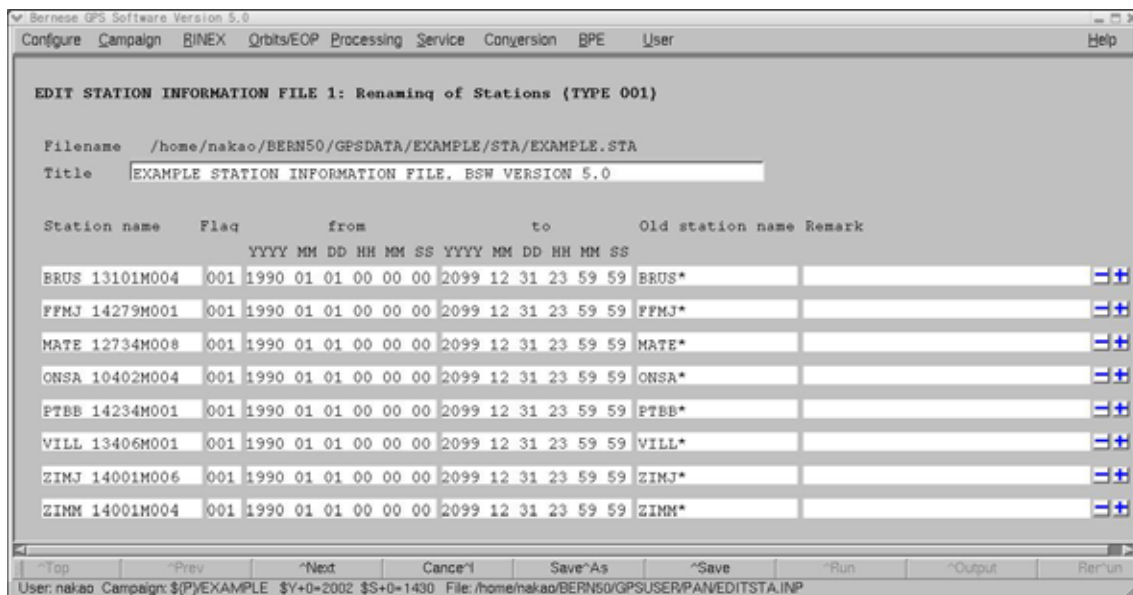 Bernese GPS Software Version 5.0
Configure Campaign RINEX Orbits/EOP Processing Service Conversion BPE User Help
EDIT STATION INFORMATION FILE 1: Renaming of Stations (TYPE 001)
Filename /home/nakao/BERN50/GPSDATA/EXAMPLE/STA/EXAMPLE.STA
Title EXAMPLE STATION INFORMATION FILE, BSW VERSION 5.0
Station name Flag from to Old station name Remark
YYYY MM DD HH MM SS YYYY MM DD HH MM SS
BRUS 13101M004 001 1990 01 01 00 00 00 2099 12 31 23 59 59 BRUS*
FFMJ 14279M001 001 1990 01 01 00 00 00 2099 12 31 23 59 59 FFMJ*
MATE 12734M008 001 1990 01 01 00 00 00 2099 12 31 23 59 59 MATE*
ONSA 10402M004 001 1990 01 01 00 00 00 2099 12 31 23 59 59 ONSA*
PTBB 14234M001 001 1990 01 01 00 00 00 2099 12 31 23 59 59 PTBB*
VILL 13406M001 001 1990 01 01 00 00 00 2099 12 31 23 59 59 VILL*
ZIMJ 14001M006 001 1990 01 01 00 00 00 2099 12 31 23 59 59 ZIMJ*
ZIMM 14001M004 001 1990 01 01 00 00 00 2099 12 31 23 59 59 ZIMM*
^Top ^Prev ^Next Cance^l Save^As ^Save ^Run ^Output Rer^un
User: nakao Campaign: $(P)/EXAMPLE $Y+0=2002 $S+0=1430 File: /home/nakao/BERN50/GPSUSER/PAN/EDITSTA.INP